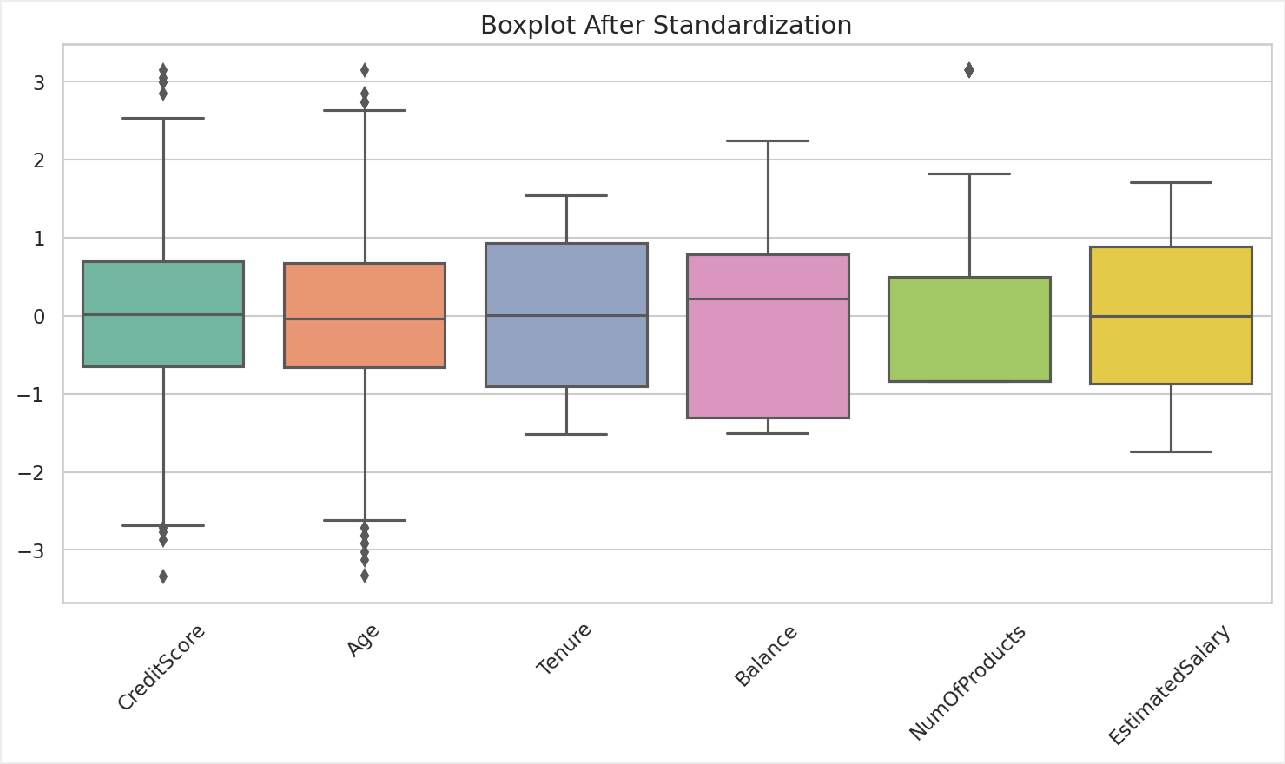 Boxplot After Standardization
3
2
1
0
−1
−2
−3
CreditScore
Age
Tenure
Balance
NumOfProducts
EstimatedSalary